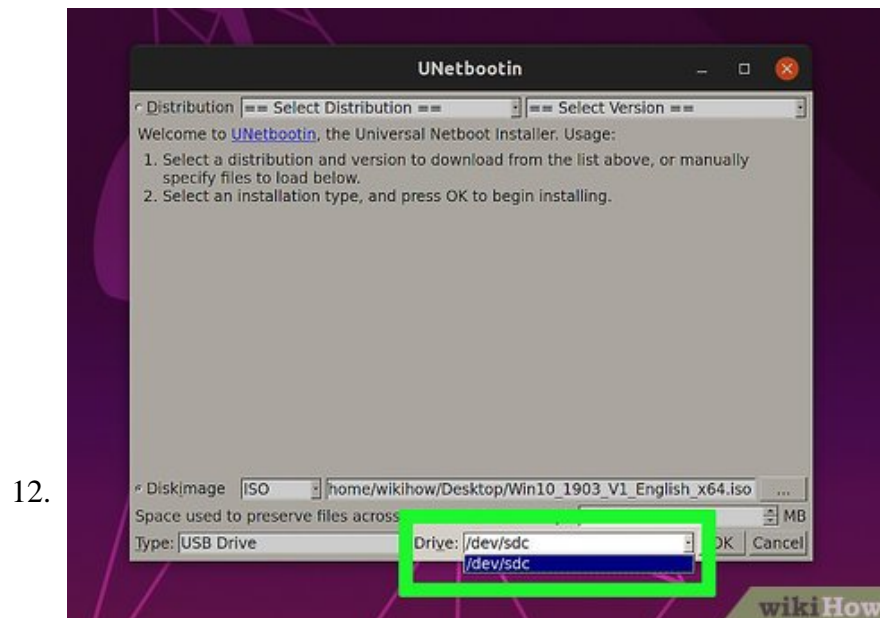 UNetbootin
Distribution == Select Distribution == == Select Version ==
Welcome to UNetbootin, the Universal Netboot Installer. Usage:
1. Select a distribution and version to download from the list above, or manually
specify files to load below.
2. Select an installation type, and press OK to begin installing.
12.
Diskimage ISO home/wikihow/Desktop/Win10_1903_V1_English_x64.iso ...
Space used to preserve files across MB
Type: USB Drive Drive: /dev/sdc OK Cancel
/dev/sdc
wikiHow